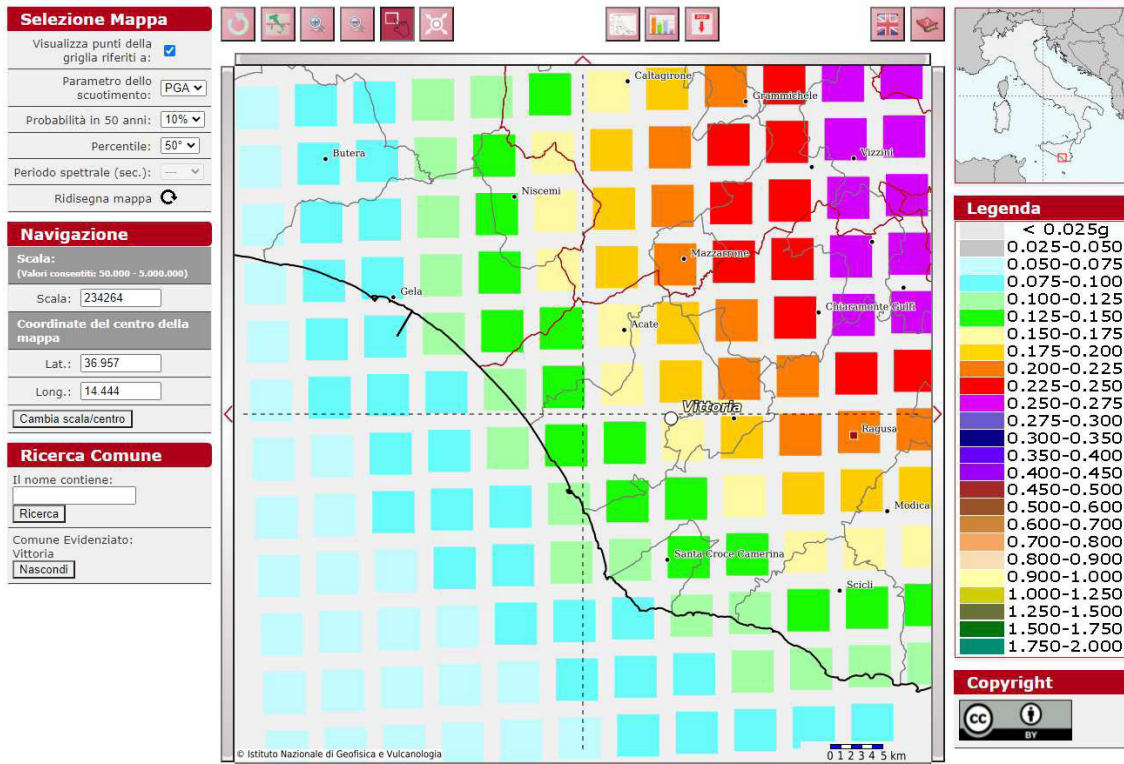 Selezione Mappa
Visualizza punti della
griglia riferiti a:
Parametro dello
scuotimento:
PGA
Probabilità in 50 anni:
10%
Percentile:
50°
Periodo spettrale (sec.):
---
Ridisegna mappa
Navigazione
Scala:
(Valori consentiti: 50.000 - 5.000.000)
Scala:
234264
Coordinate del centro della
mappa
Lat.:
36.957
Long.:
14.444
Cambia scala/centro
Ricerca Comune
Il nome contiene:
Ricerca
Comune Evidenziato:
Vittoria
Nascondi
PDF
Caltagirone
Grammichele
Butera
Vizzini
Niscemi
Mazzarrone
Gela
Chiaramonte Gulfi
Acate
Vittoria
Ragusa
Modica
Santa Croce Camerina
Scicli
© Istituto Nazionale di Geofisica e Vulcanologia
0 1 2 3 4 5 km
Legenda
< 0.025g
0.025-0.050
0.050-0.075
0.075-0.100
0.100-0.125
0.125-0.150
0.150-0.175
0.175-0.200
0.200-0.225
0.225-0.250
0.250-0.275
0.275-0.300
0.300-0.350
0.350-0.400
0.400-0.450
0.450-0.500
0.500-0.600
0.600-0.700
0.700-0.800
0.800-0.900
0.900-1.000
1.000-1.250
1.250-1.500
1.500-1.750
1.750-2.000
Copyright
cc
BY